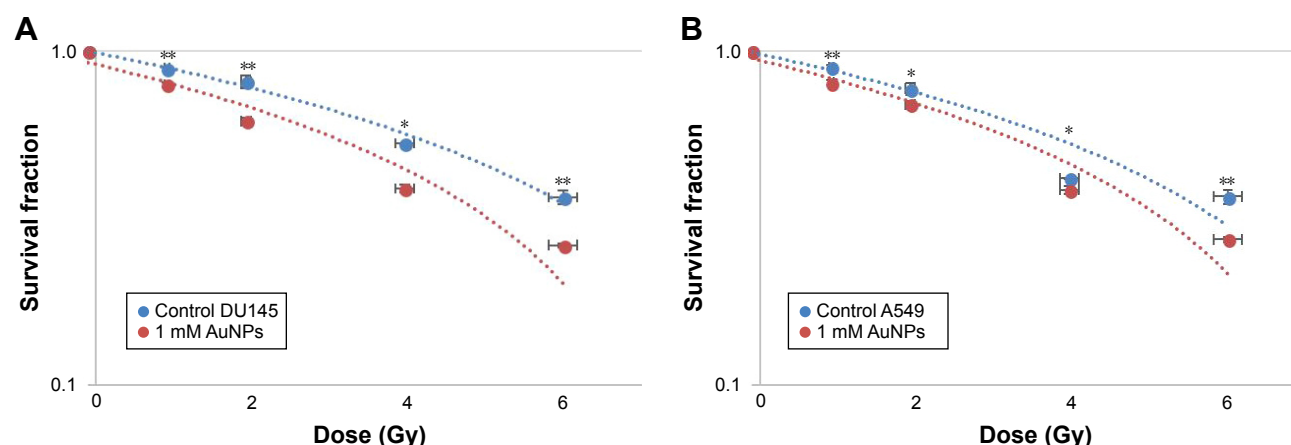 A
1.0
0.1
Survival fraction
**
**
*
**
Control DU145
1 mM AuNPs
0 2 4 6
Dose (Gy)
B
1.0
0.1
Survival fraction
**
*
*
**
Control A549
1 mM AuNPs
0 2 4 6
Dose (Gy)